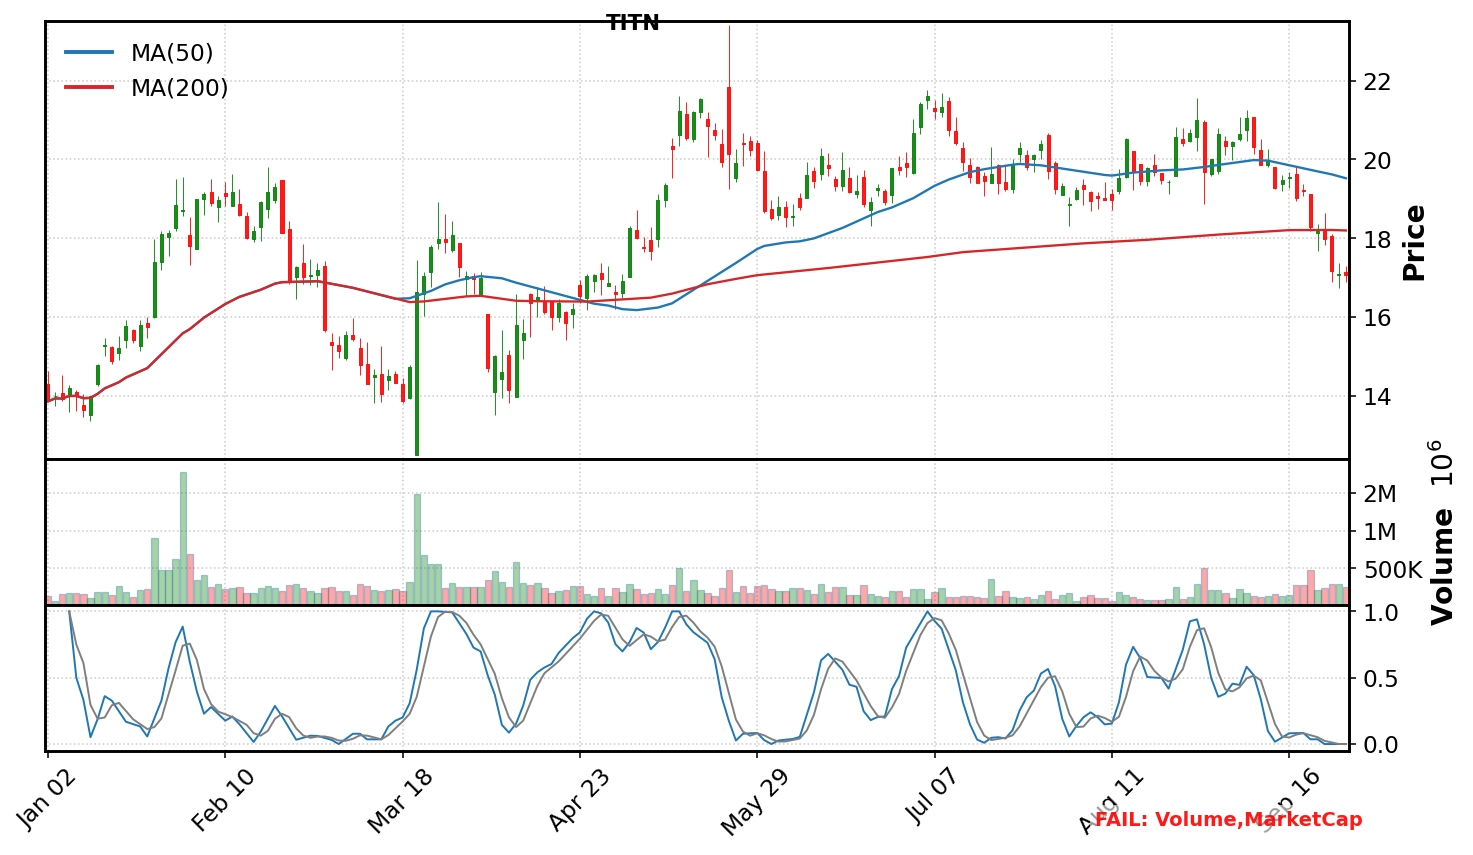 TITN
MA(50)
MA(200)
22
20
18
16
14
Price
10^6
2M
1M
500K
Volume
1.0
0.5
0.0
Jan 02
Feb 10
Mar 18
Apr 23
May 29
Jul 07
Aug 11
Sep 16
FAIL: Volume,MarketCap